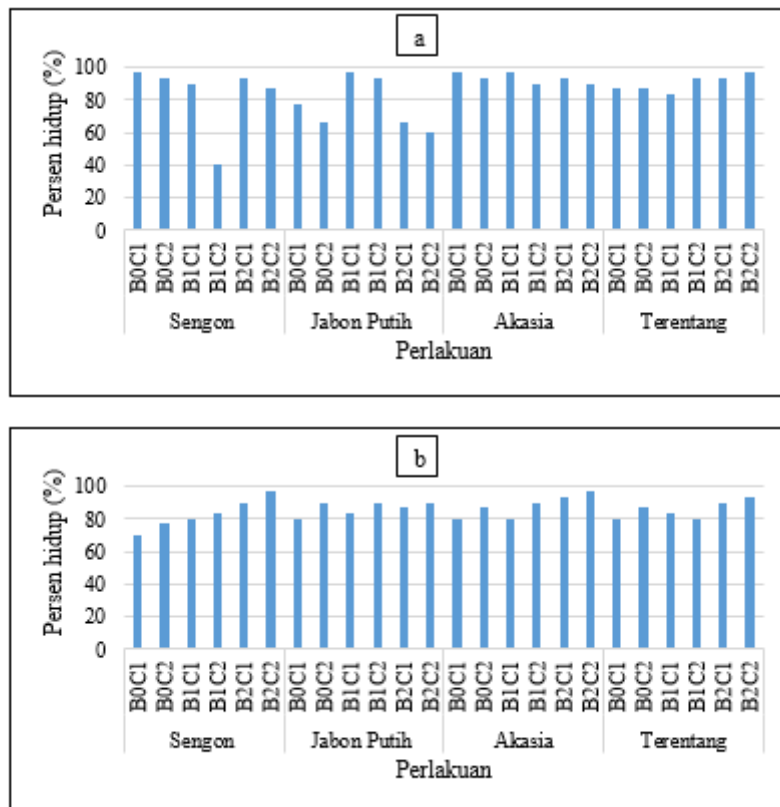 a
Persen hidup (%)
100
80
60
40
20
0
B0C1 B0C2 B1C1 B1C2 B2C1 B2C2 B0C1 B0C2 B1C1 B1C2 B2C1 B2C2 B0C1 B0C2 B1C1 B1C2 B2C1 B2C2 B0C1 B0C2 B1C1 B1C2 B2C1 B2C2
Sengon Jabon Putih Akasia Terentang
Perlakuan
b
Persen hidup (%)
100
80
60
40
20
0
B0C1 B0C2 B1C1 B1C2 B2C1 B2C2 B0C1 B0C2 B1C1 B1C2 B2C1 B2C2 B0C1 B0C2 B1C1 B1C2 B2C1 B2C2 B0C1 B0C2 B1C1 B1C2 B2C1 B2C2
Sengon Jabon Putih Akasia Terentang
Perlakuan